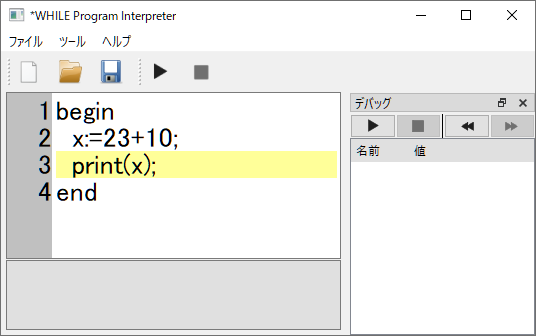 *WHILE Program Interpreter
ファイル ツール ヘルプ
1 begin
2 x:=23+10;
3 print(x);
4 end
デバッグ
名前 値